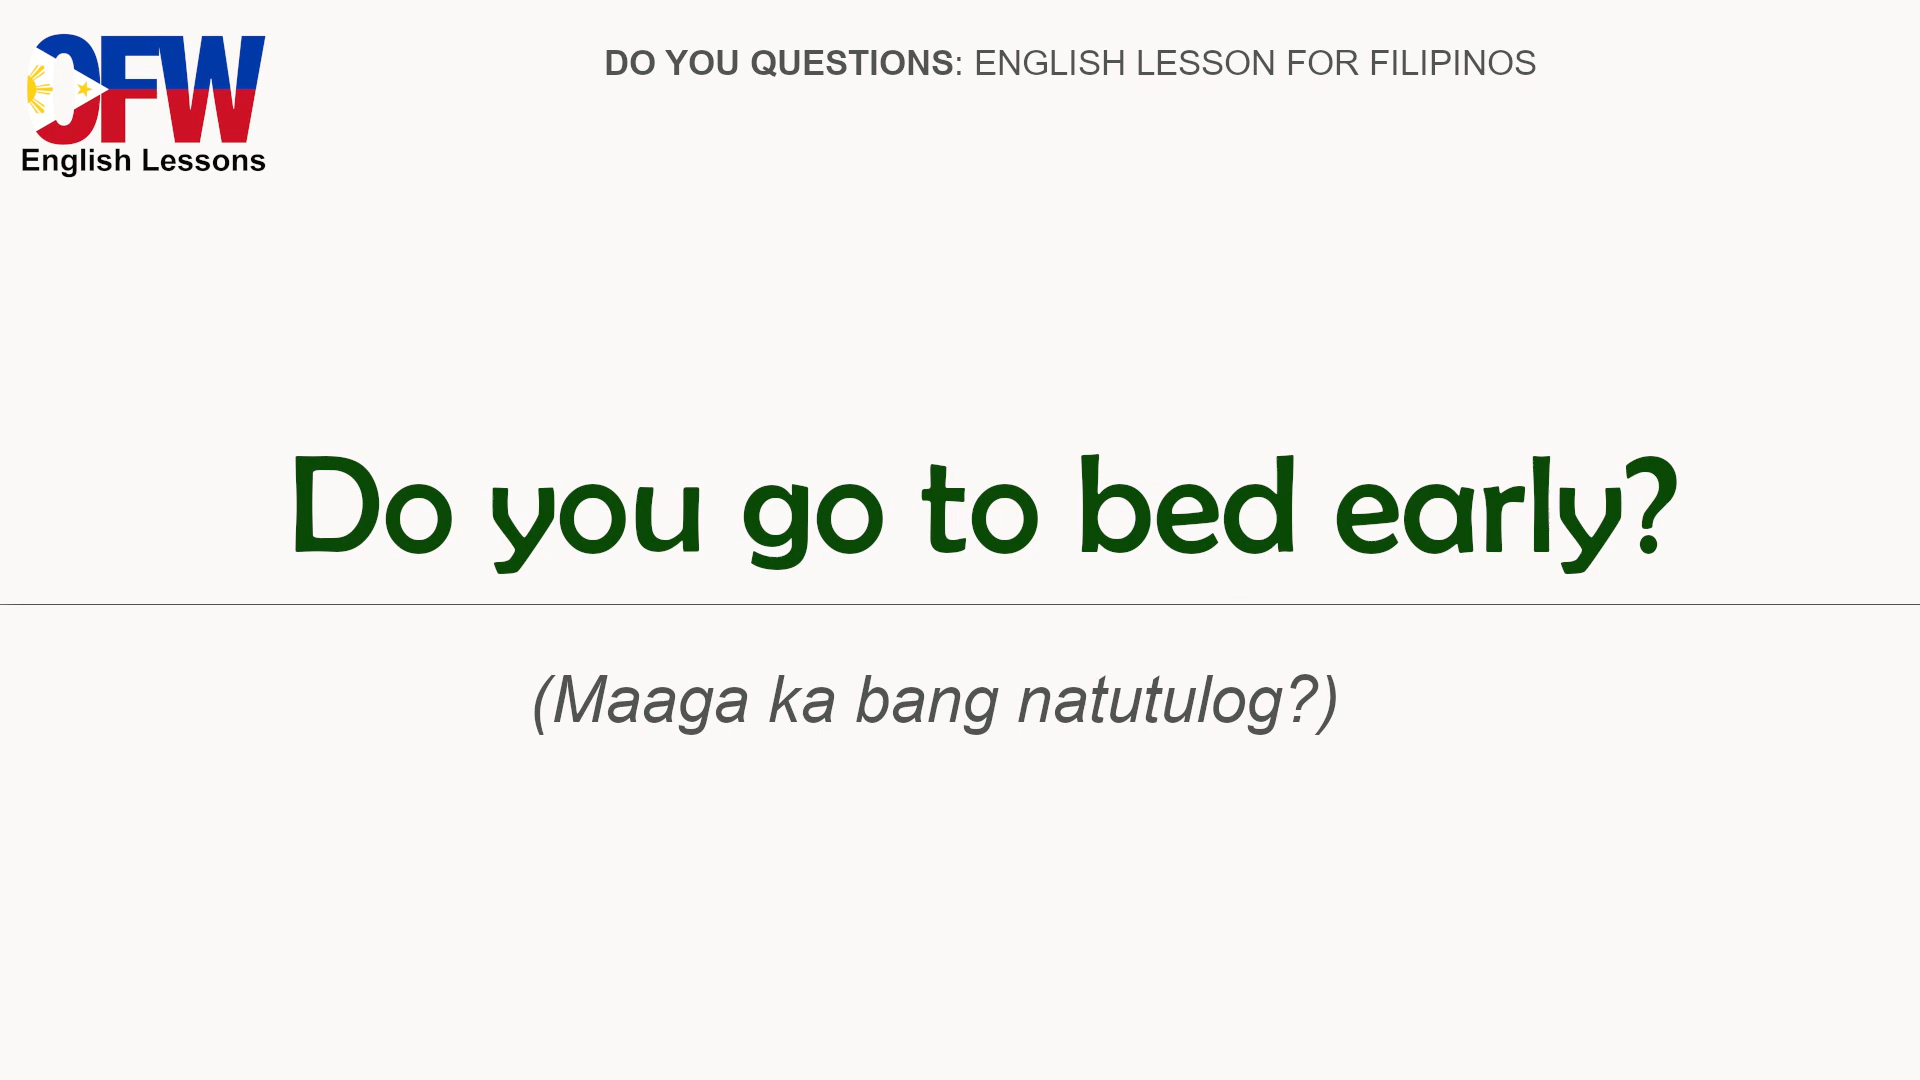 OFW
English Lessons
DO YOU QUESTIONS: ENGLISH LESSON FOR FILIPINOS
Do you go to bed early?
(Maaga ka bang natutulog?)